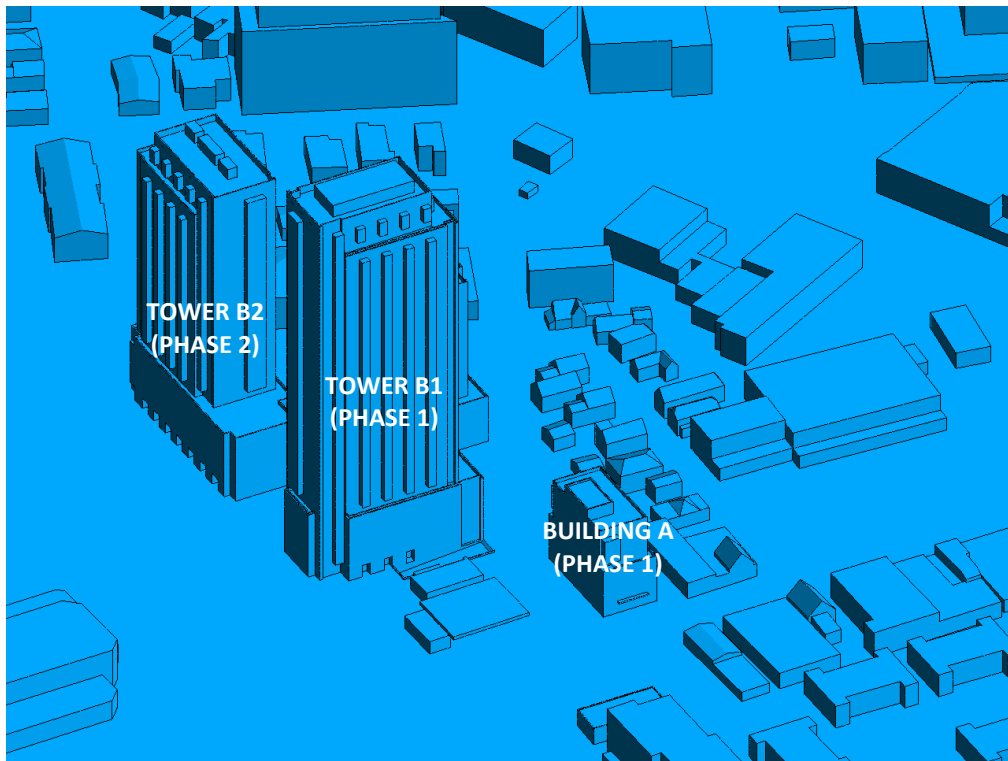 TOWER B2
(PHASE 2)
TOWER B1
(PHASE 1)
BUILDING A
(PHASE 1)